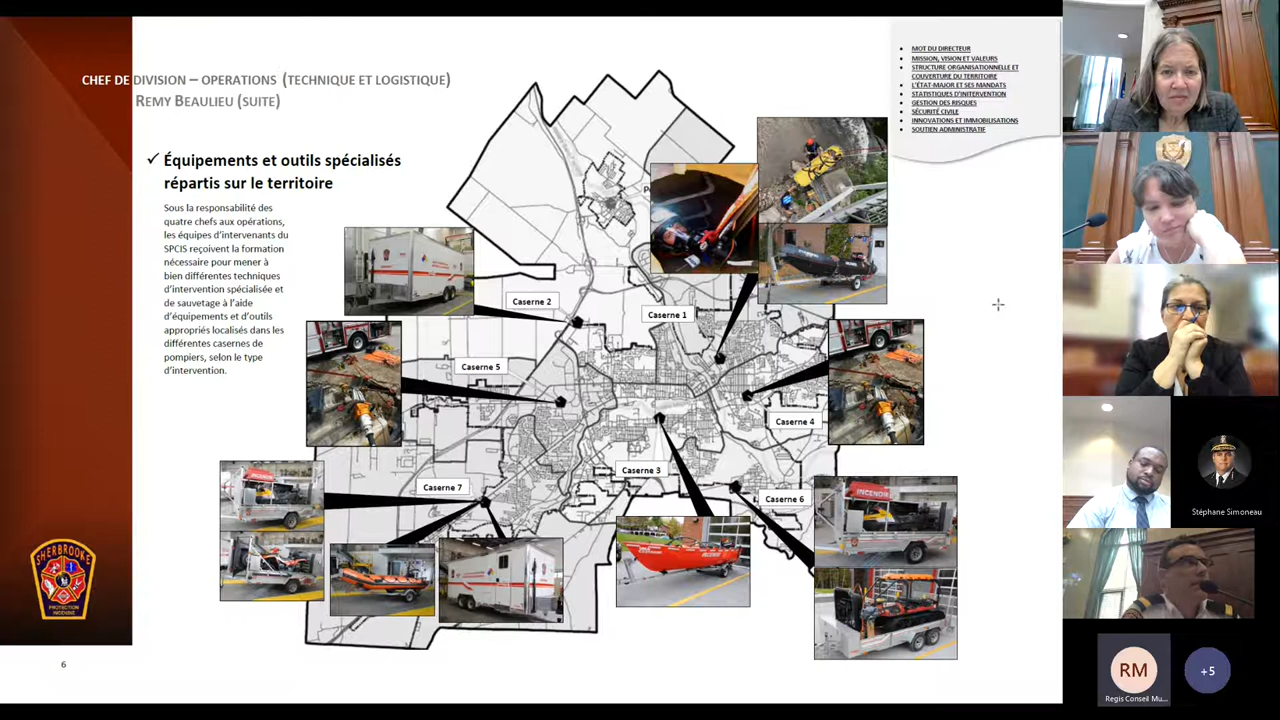 CHEF DE DIVISION – OPERATIONS (TECHNIQUE ET LOGISTIQUE)
REMY BEAULIEU (SUITE)
MOT DU DIRECTEUR
MISSION, VISION ET VALEURS
STRUCTURE ORGANISATIONNELLE ET
COUVERTURE DU TERRITOIRE
L'ÉTAT-MAJOR ET SES MANDATS
STATISTIQUES D'INITERVENTION
GESTION DES RISQUES
SÉCURITÉ CIVILE
INNOVATIONS ET IMMOBILISATIONS
SOUTIEN ADMINISTRATIF
✓ Équipements et outils spécialisés
répartis sur le territoire
Sous la responsabilité des
quatre chefs aux opérations,
les équipes d'intervenants du
SPCIS reçoivent la formation
nécessaire pour mener à
bien différentes techniques
d'intervention spécialisée et
de sauvetage à l'aide
d'équipements et d'outils
appropriés localisés dans les
différentes casernes de
pompiers, selon le type
d'intervention.
Caserne 2
Caserne 1
Caserne 5
Caserne 4
Caserne 3
Caserne 7
Caserne 6
INCENDIE
INCENDIE
SHERBROOKE
PROTECTION
INCENDIE
6
Stéphane Simoneau
RM
Regis Conseil Mu...
+5